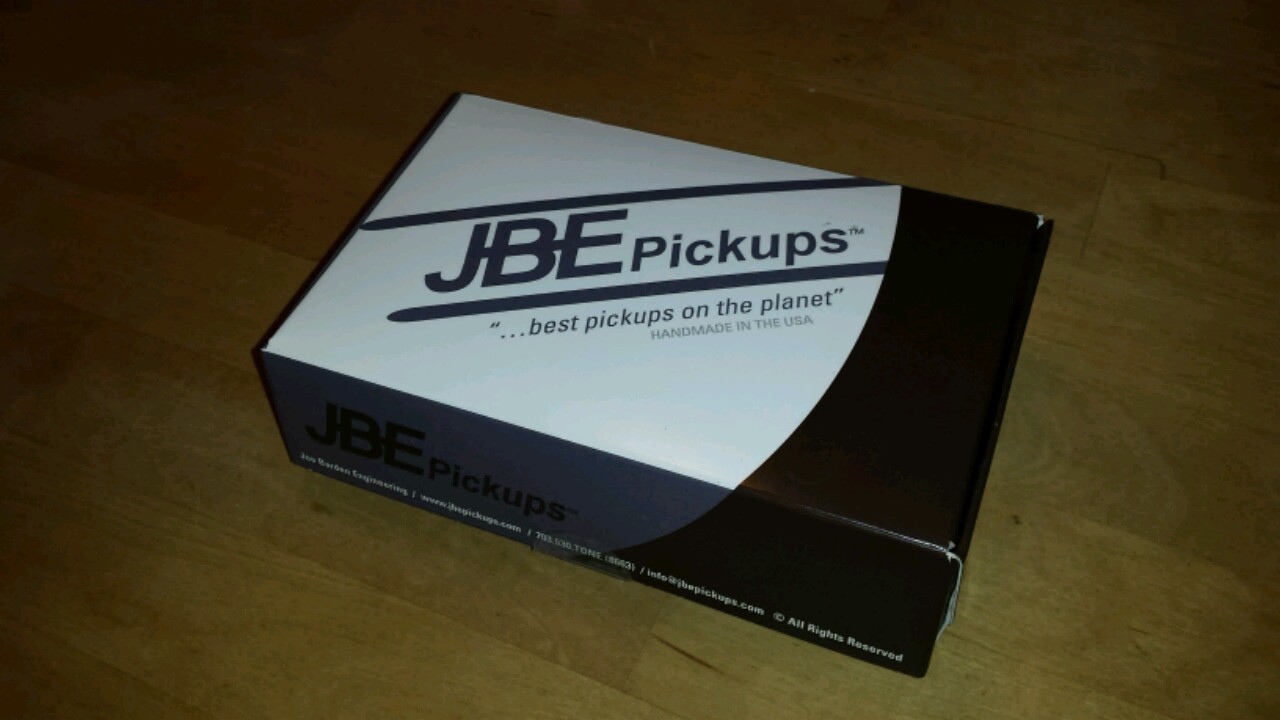 JBE Pickups™
“...best pickups on the planet”
HANDMADE IN THE USA
JBE Pickups™
Joe Barden Engineering / www.jbepickups.com / 703.530.TONE (8663) / info@jbepickups.com © All Rights Reserved